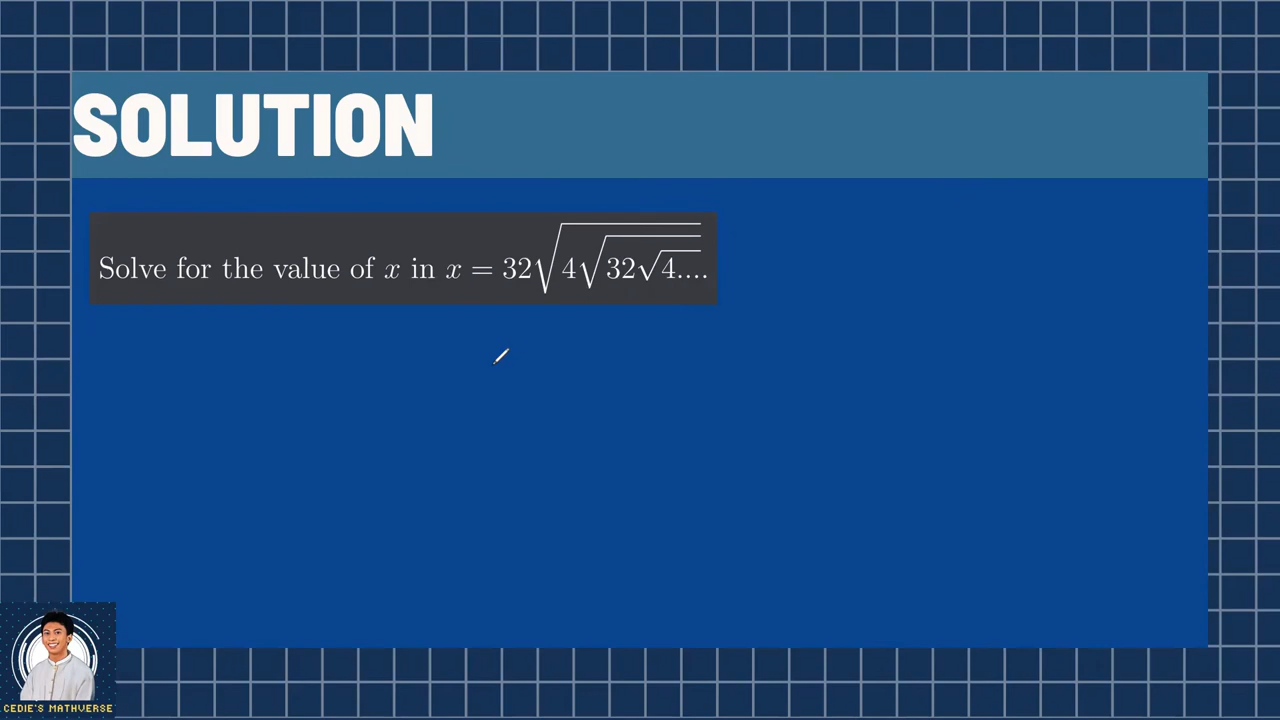 SOLUTION
Solve for the value of x in x = 32√4√32√4....
CEDIE'S MATHVERSE